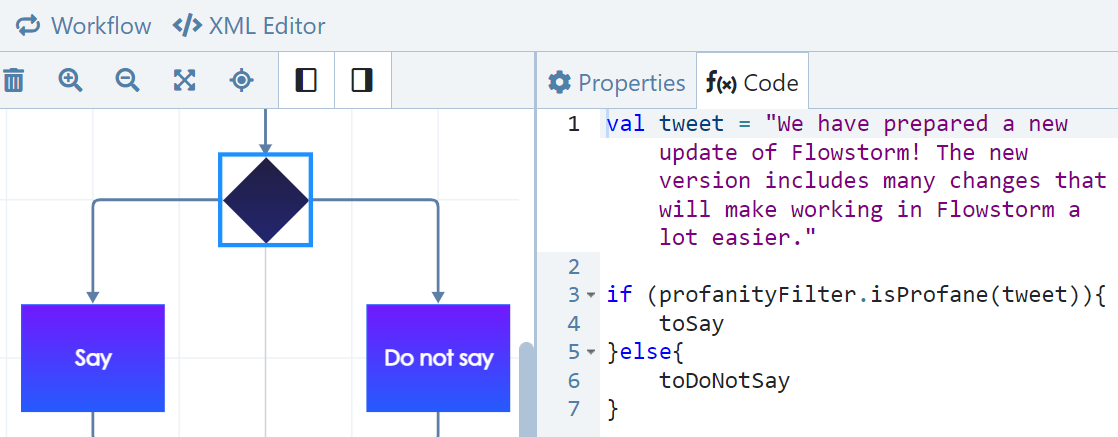 Workflow XML Editor
Properties f(x) Code
Say
Do not say
1 val tweet = "We have prepared a new
update of Flowstorm! The new
version includes many changes that
will make working in Flowstorm a
lot easier."
2
3 if (profanityFilter.isProfane(tweet)){
4 toSay
5 }else{
6 toDoNotSay
7 }